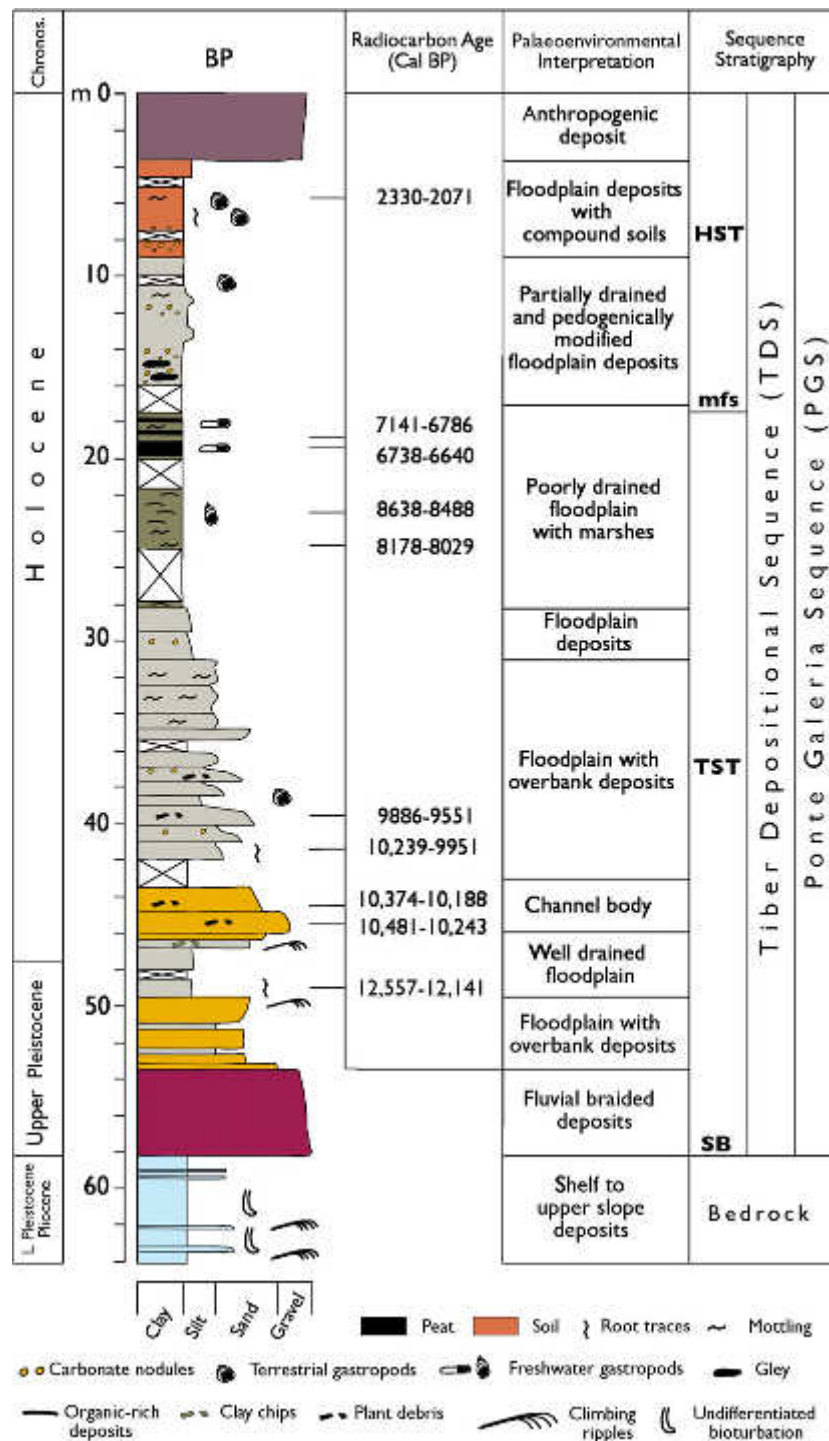 Chronos.
BP
Radiocarbon Age
(Cal BP)
Palaeoenvironmental
Interpretation
Sequence
Stratigraphy
m 0
10
20
30
40
50
60
Holocene
Upper Pleistocene
L. Pleistocene
Pliocene
2330-2071
7141-6786
6738-6640
8638-8488
8178-8029
9886-9551
10,239-9951
10,374-10,188
10,481-10,243
12,557-12,141
Anthropogenic
deposit
Floodplain deposits
with
compound soils
Partially drained
and pedogenically
modified
floodplain deposits
Poorly drained
floodplain
with marshes
Floodplain
deposits
Floodplain with
overbank deposits
Channel body
Well drained
floodplain
Floodplain with
overbank deposits
Fluvial braided
deposits
Shelf to
upper slope
deposits
HST
mfs
TST
SB
Bedrock
Tiber Depositional Sequence (TDS)
Ponte Galeria Sequence (PGS)
Clay
Silt
Sand
Gravel
Peat
Soil
Root traces
Mottling
Carbonate nodules
Terrestrial gastropods
Freshwater gastropods
Gley
Organic-rich
deposits
Clay chips
Plant debris
Climbing
ripples
Undifferentiated
bioturbation